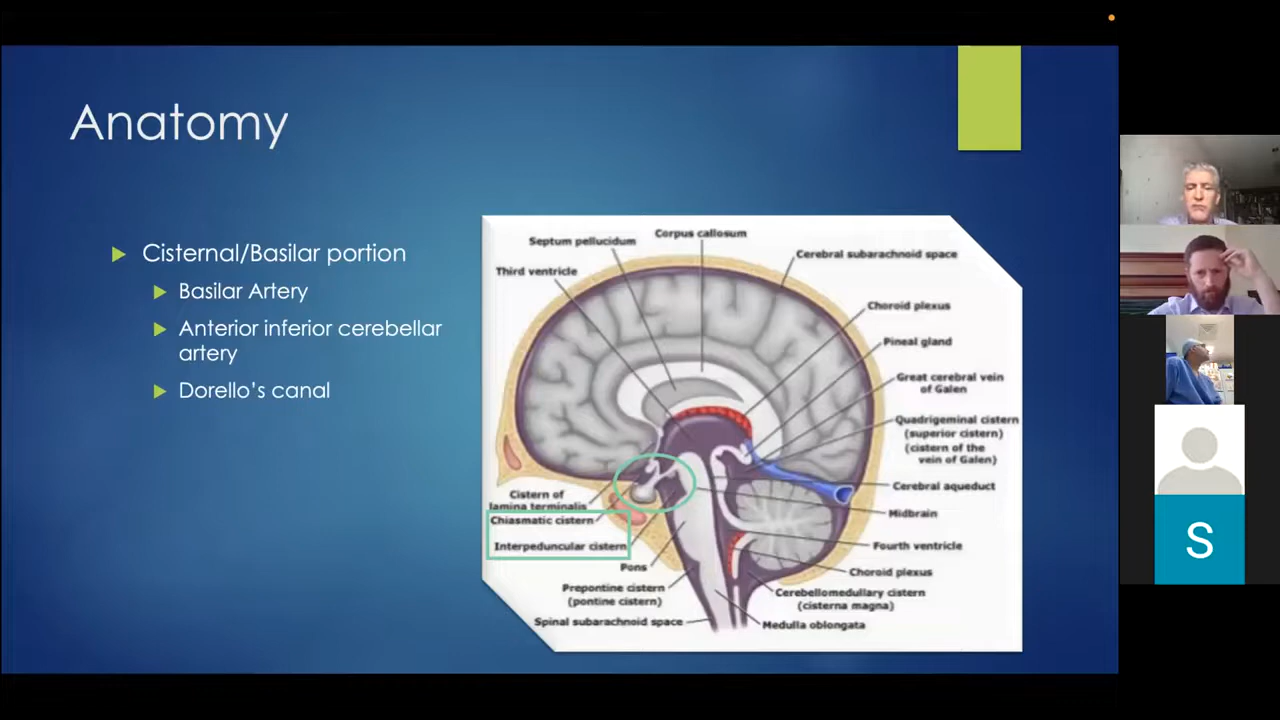 Anatomy
Cisternal/Basilar portion
Basilar Artery
Anterior inferior cerebellar
artery
Dorello's canal
Septum pellucidum
Corpus callosum
Third ventricle
Cerebral subarachnoid space
Choroid plexus
Pineal gland
Great cerebral vein
of Galen
Quadrigeminal cistern
(superior cistern)
(cistern of the
vein of Galen)
Cerebral aqueduct
Midbrain
Fourth ventricle
Choroid plexus
Cerebellomedullary cistern
(cisterna magna)
Medulla oblongata
Cistern of
lamina terminalis
Chiasmatic cistern
Interpeduncular cistern
Pons
Prepontine cistern
(pontine cistern)
Spinal subarachnoid space
S